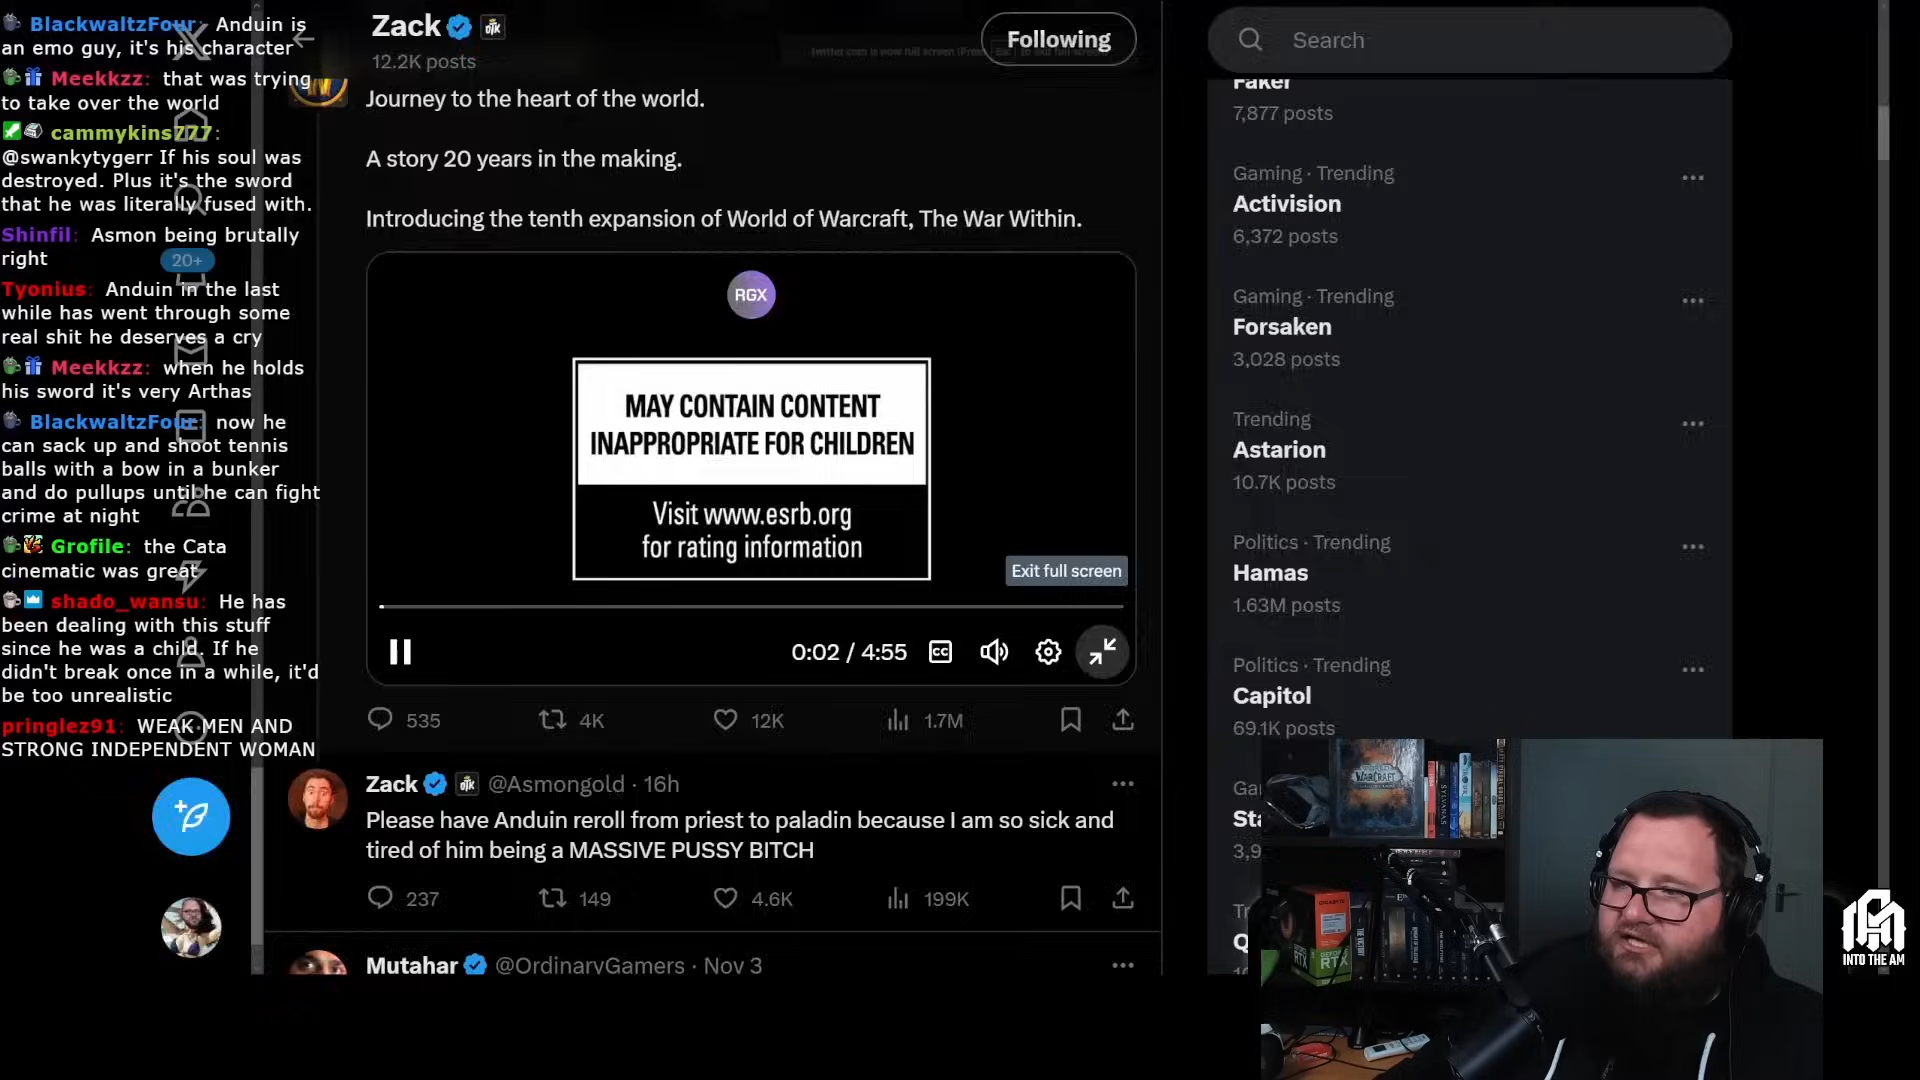 BlackwaltzFour: Anduin is
an emo guy, it's his character
Meekkzz: that was trying
to take over the world
cammykins777:
@swankytygerr If his soul was
destroyed. Plus it's the sword
that he was literally fused with.
Shinfil: Asmon being brutally
right
20+
Tyonius: Anduin in the last
while has went through some
real shit he deserves a cry
Meekkzz: when he holds
his sword it's very Arthas
BlackwaltzFour: now he
can sack up and shoot tennis
balls with a bow in a bunker
and do pullups until he can fight
crime at night
Grofile: the Cata
cinematic was great
shado_wansu: He has
been dealing with this stuff
since he was a child. If he
didn't break once in a while, it'd
be too unrealistic
pringlez91: WEAK MEN AND
STRONG INDEPENDENT WOMAN
Zack
12.2K posts
Following
Journey to the heart of the world.
A story 20 years in the making.
Introducing the tenth expansion of World of Warcraft, The War Within.
RGX
MAY CONTAIN CONTENT
INAPPROPRIATE FOR CHILDREN
Visit www.esrb.org
for rating information
Exit full screen
0:02 / 4:55
CC
535 4K 12K 1.7M
Zack @Asmongold · 16h
Please have Anduin reroll from priest to paladin because I am so sick and
tired of him being a MASSIVE PUSSY BITCH
237 149 4.6K 199K
Mutahar @OrdinaryGamers · Nov 3
Search
Faker
7,877 posts
Gaming · Trending
Activision
6,372 posts
Gaming · Trending
Forsaken
3,028 posts
Trending
Astarion
10.7K posts
Politics · Trending
Hamas
1.63M posts
Politics · Trending
Capitol
69.1K posts
WARCRAFT
SYLVANAS
RTX
INTO THE AM